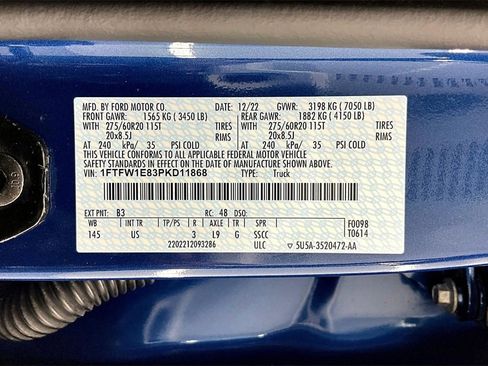 MFD. BY FORD MOTOR CO. 12/22 GVWR: 3198 KG ( 7050 LB)
FRONT GAWR: 1565 KG ( 3450 LB) REAR GAWR: 1882 KG ( 4150 LB)
WITH 275/60R20 115T TIRES WITH 275/60R20 115T TIRES
20x8.5J RIMS 20x8.5J RIMS
AT 240 kPa/ 35 PSI COLD AT 240 kPa/ 35 PSI COLD
THIS VEHICLE CONFORMS TO ALL APPLICABLE FEDERAL MOTOR VEHICLE
SAFETY STANDARDS IN EFFECT ON THE DATE OF MANUFACTURE SHOWN ABOVE.
VIN: 1FTFW1E83PKD11868 TYPE: Truck
EXT PNT: B3 RC: 48 DSO:
WB INT TR TP/PS R AXLE TR SPR F0098
145 US 3 L9 G SSCC T0614
2202212093286 ULC 5U5A-3520472-AA